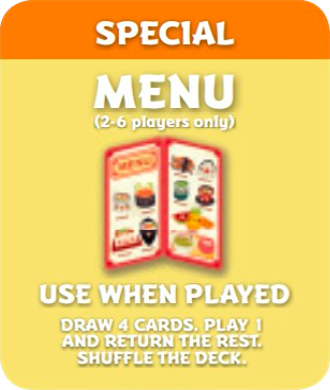 SPECIAL
MENU
(2-6 players only)
MENU
USE WHEN PLAYED
DRAW 4 CARDS. PLAY 1
AND RETURN THE REST.
SHUFFLE THE DECK.